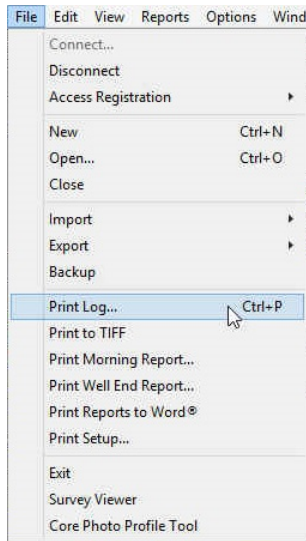 File Edit View Reports Options Wind
Connect...
Disconnect
Access Registration
New Ctrl+N
Open... Ctrl+O
Close
Import
Export
Backup
Print Log... Ctrl+P
Print to TIFF
Print Morning Report...
Print Well End Report...
Print Reports to Word®
Print Setup...
Exit
Survey Viewer
Core Photo Profile Tool